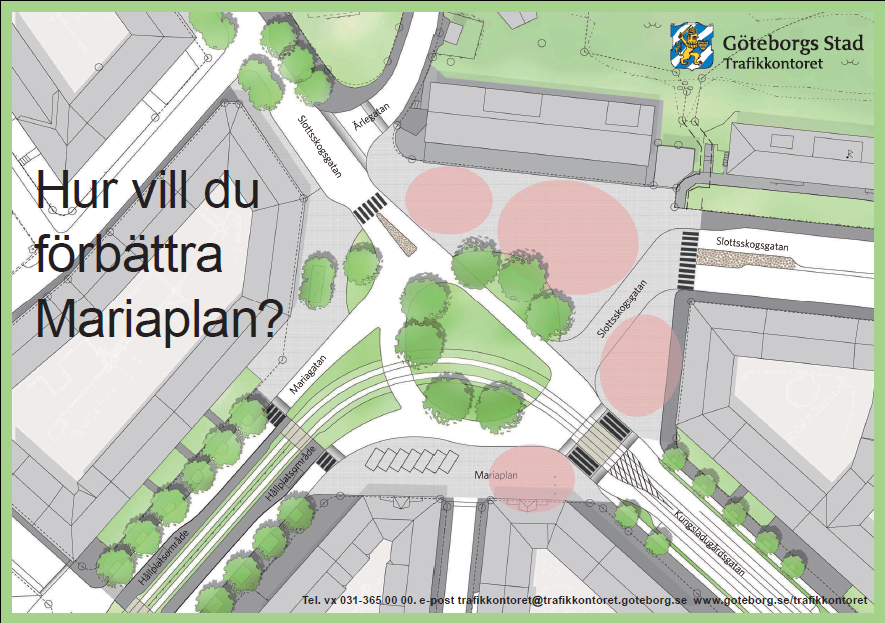 Göteborgs Stad
Trafikkontoret
Hur vill du
förbättra
Mariaplan?
Ärlegatan
Slottsskogsgatan
Slottsskogsgatan
Slottsskogsgatan
Mariagatan
Hållplatsområde
Hållplatsområde
Mariaplan
Kungsladugårdsgatan
Tel. vx 031-365 00 00. e-post trafikkontoret@trafikkontoret.goteborg.se www.goteborg.se/trafikkontoret